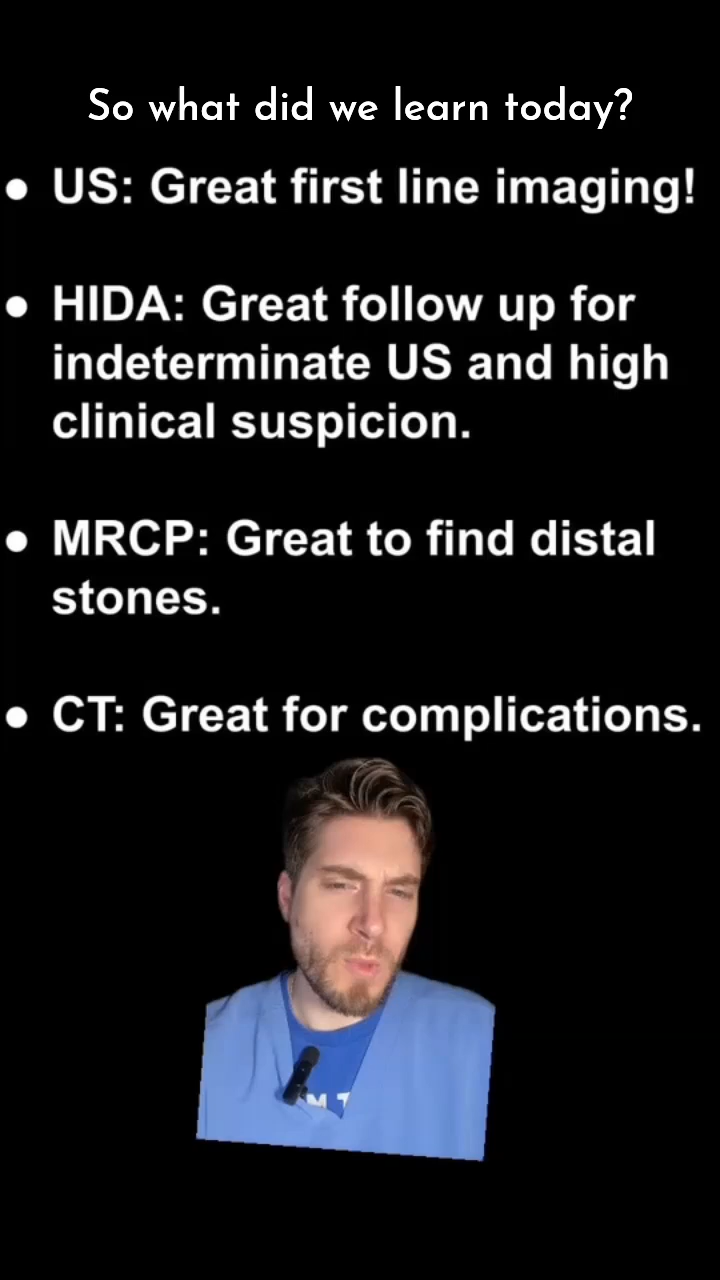 So what did we learn today?
● US: Great first line imaging!
● HIDA: Great follow up for
indeterminate US and high
clinical suspicion.
● MRCP: Great to find distal
stones.
● CT: Great for complications.
M T